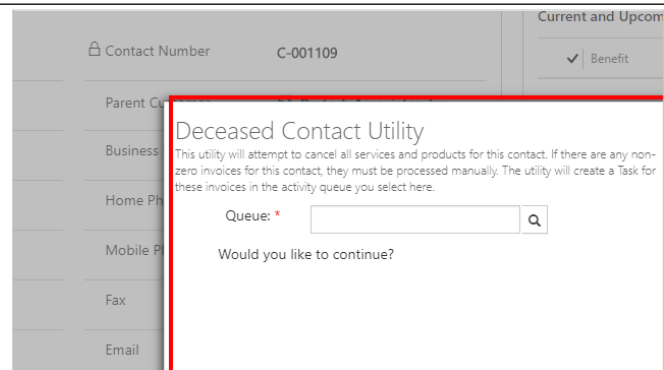 Current and Upcom
Contact Number C-001109
Benefit
Parent Cu
Deceased Contact Utility
Business
This utility will attempt to cancel all services and products for this contact. If there are any non-
zero invoices for this contact, they must be processed manually. The utility will create a Task for
these invoices in the activity queue you select here.
Home Ph
Queue: *
Mobile P
Would you like to continue?
Fax
Email